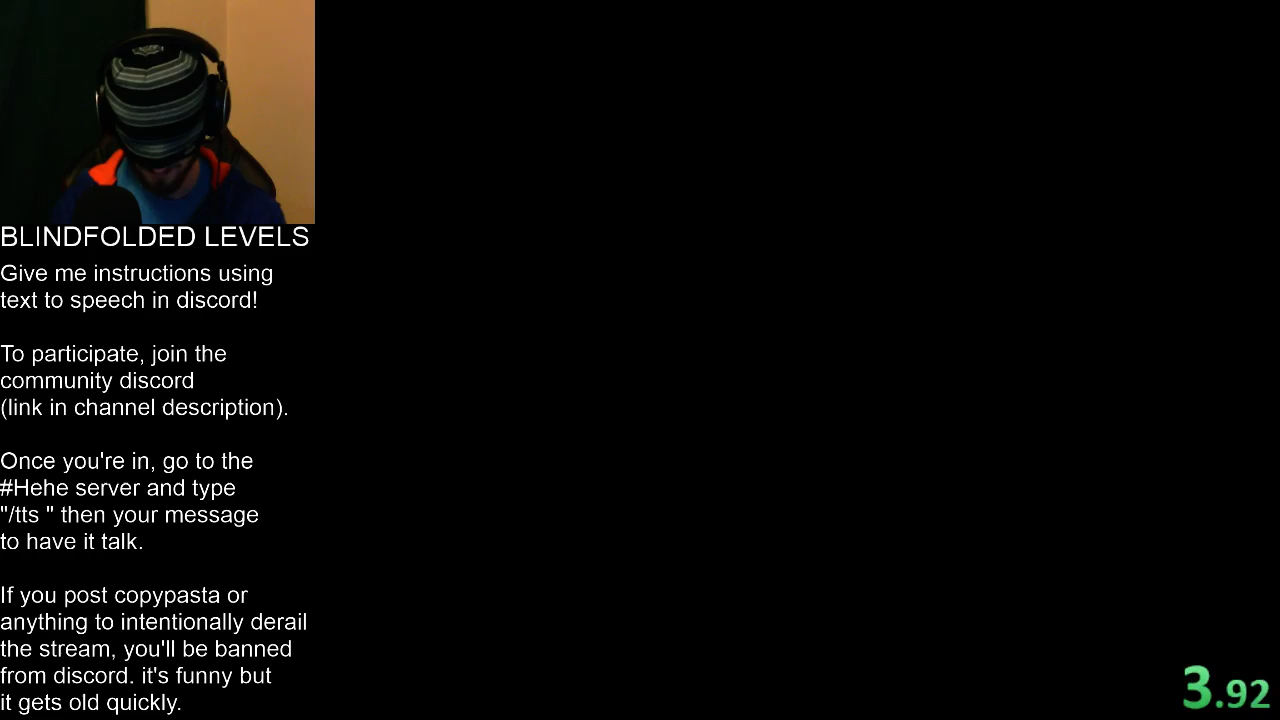 BLINDFOLDED LEVELS
Give me instructions using
text to speech in discord!
To participate, join the
community discord
(link in channel description).
Once you're in, go to the
#Hehe server and type
"/tts " then your message
to have it talk.
If you post copypasta or
anything to intentionally derail
the stream, you'll be banned
from discord. it's funny but
it gets old quickly.
3.92